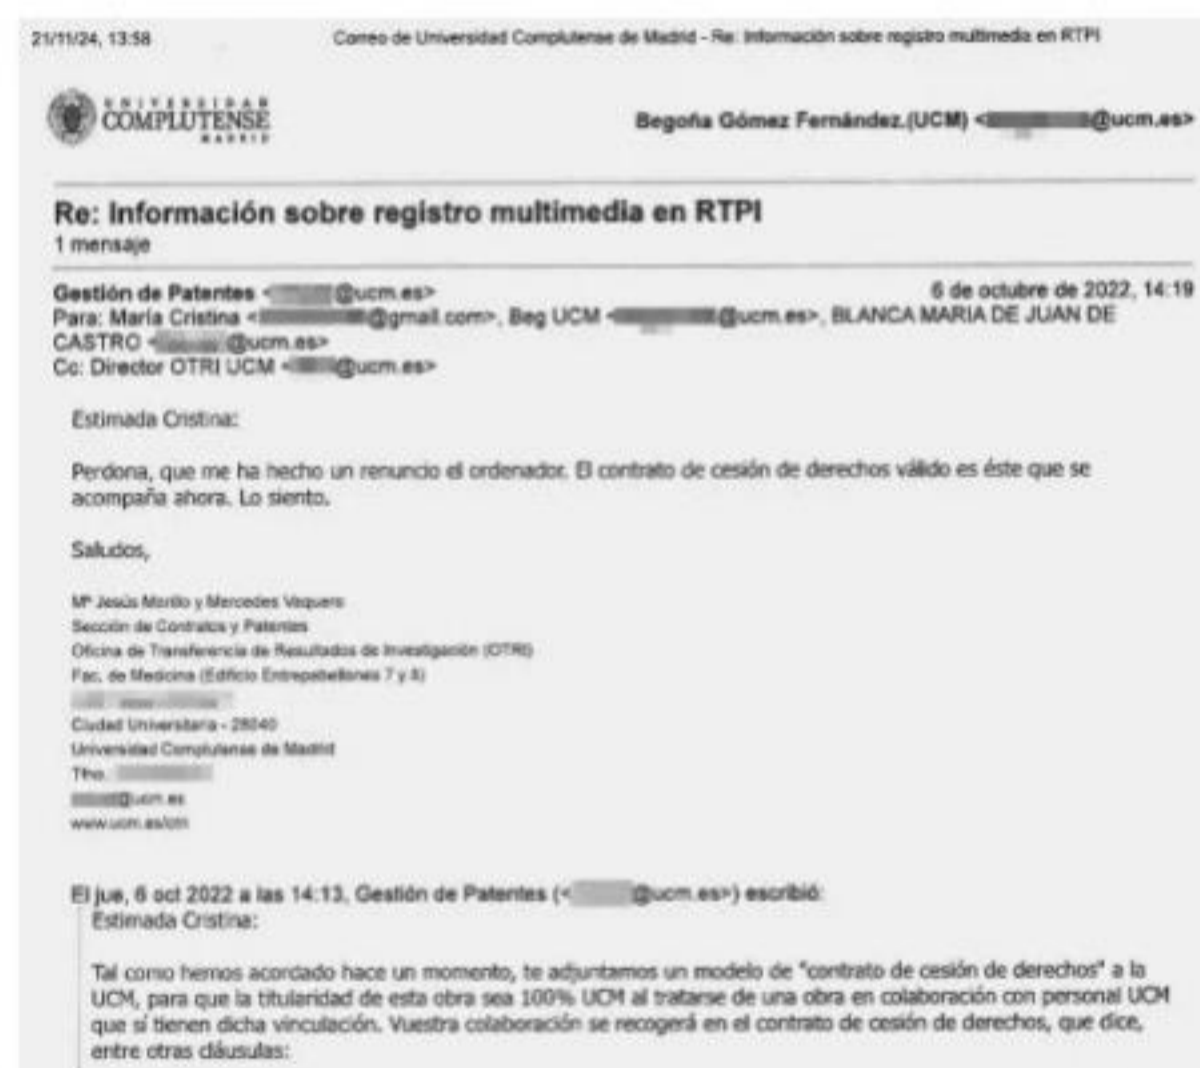 21/11/24, 13:58 Correo de Universidad Complutense de Madrid - Re: Información sobre registro multimedia en RTPI
UNIVERSIDAD
COMPLUTENSE
MADRID
Begoña Gómez Fernández.(UCM) < @ucm.es>
Re: Información sobre registro multimedia en RTPI
1 mensaje
Gestión de Patentes < @ucm.es> 6 de octubre de 2022, 14:19
Para: María Cristina < @gmail.com>, Beg UCM < @ucm.es>, BLANCA MARIA DE JUAN DE
CASTRO < @ucm.es>
Cc: Director OTRI UCM < @ucm.es>
Estimada Cristina:
Perdona, que me ha hecho un renuncio el ordenador. El contrato de cesión de derechos válido es éste que se
acompaña ahora. Lo siento.
Saludos,
Mª Jesús Morillo y Mercedes Vaquero
Sección de Contratos y Patentes
Oficina de Transferencia de Resultados de Investigación (OTRI)
Fac. de Medicina (Edificio Entrepabellones 7 y 8)
Ciudad Universitaria - 28040
Universidad Complutense de Madrid
Tfno.
@ucm.es
www.ucm.es/otri
El jue, 6 oct 2022 a las 14:13, Gestión de Patentes (< @ucm.es>) escribió:
Estimada Cristina:
Tal como hemos acordado hace un momento, te adjuntamos un modelo de "contrato de cesión de derechos" a la
UCM, para que la titularidad de esta obra sea 100% UCM al tratarse de una obra en colaboración con personal UCM
que sí tienen dicha vinculación. Vuestra colaboración se recogerá en el contrato de cesión de derechos, que dice,
entre otras cláusulas: